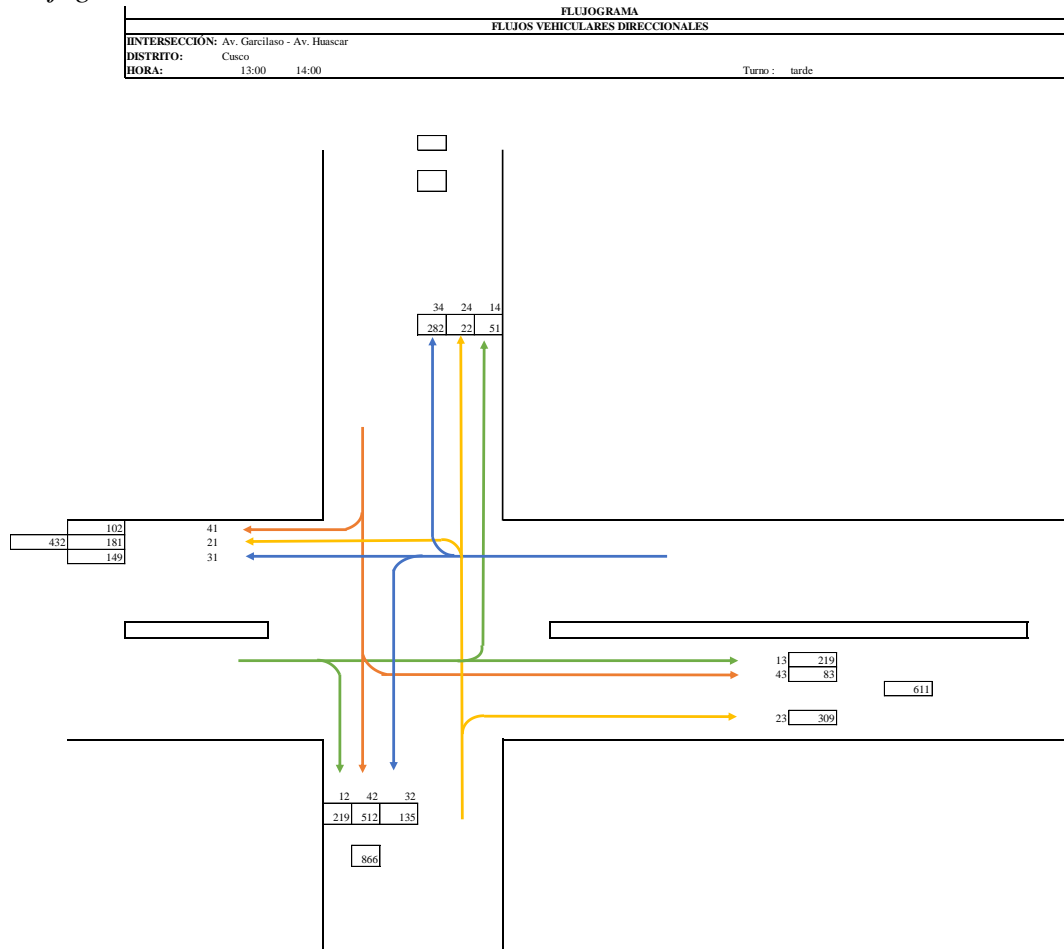 FLUJOGRAMA
FLUJOS VEHICULARES DIRECCIONALES
IINTERSECCIÓN: Av. Garcilaso - Av. Huascar
DISTRITO: Cusco
HORA: 13:00 14:00 Turno : tarde
34 24 14
282 22 51
102 41
432 181 21
149 31
13 219
43 83
611
23 309
12 42 32
219 512 135
866